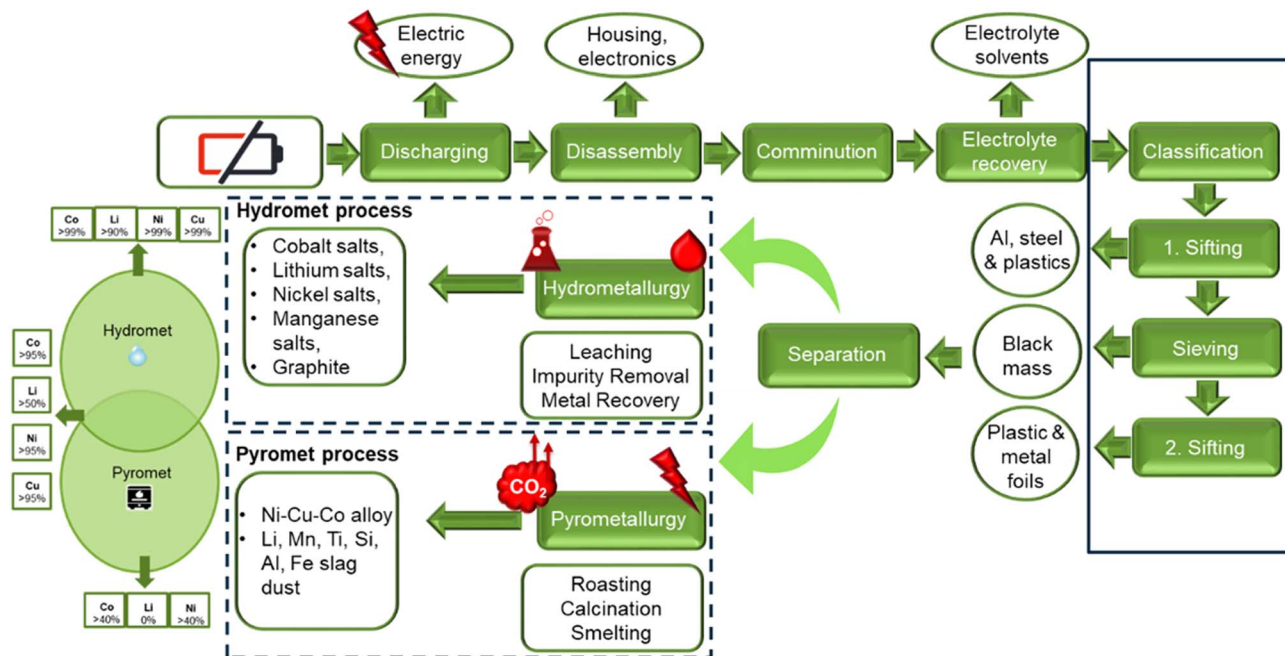 Electric
energy
Housing,
electronics
Electrolyte
solvents
Discharging
Disassembly
Comminution
Electrolyte
recovery
Classification
1. Sifting
Sieving
2. Sifting
Al, steel
& plastics
Black
mass
Plastic &
metal
foils
Separation
Hydromet process
• Cobalt salts,
• Lithium salts,
• Nickel salts,
• Manganese
salts,
• Graphite
Hydrometallurgy
Leaching
Impurity Removal
Metal Recovery
Pyromet process
• Ni-Cu-Co alloy
• Li, Mn, Ti, Si,
Al, Fe slag
dust
CO2
Pyrometallurgy
Roasting
Calcination
Smelting
Co Li Ni Cu
>99% >90% >99% >99%
Hydromet
Co
>95%
Li
>50%
Ni
>95%
Cu
>95%
Pyromet
Co Li Ni
>40% 0% >40%